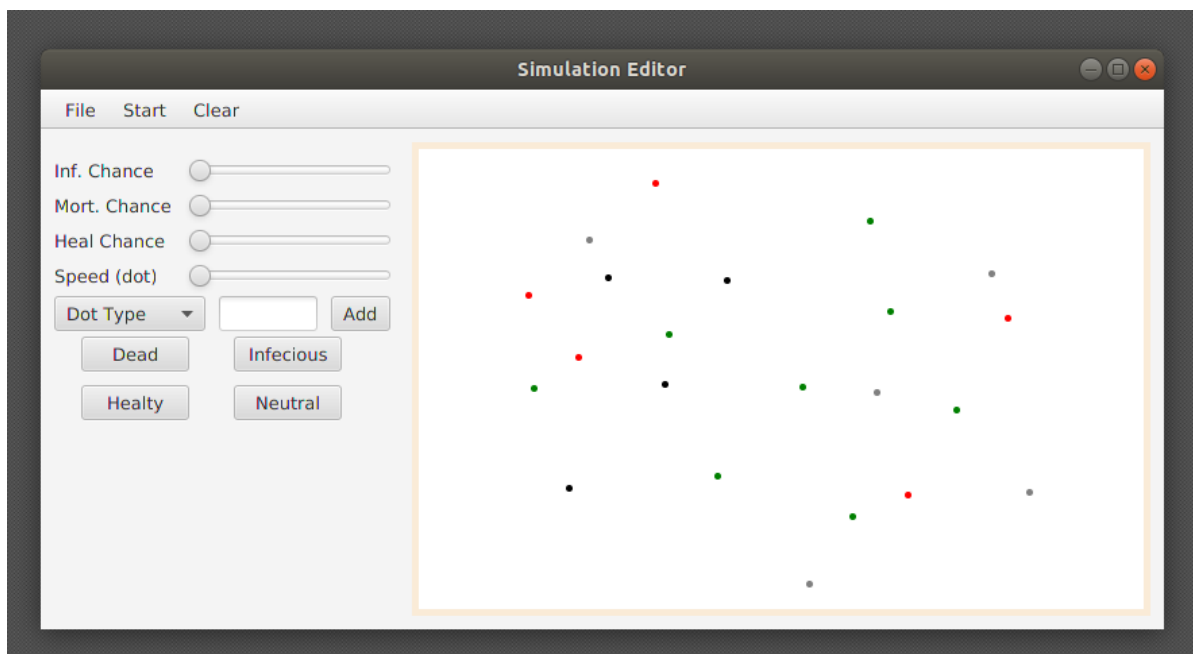 Simulation Editor
File Start Clear
Inf. Chance
Mort. Chance
Heal Chance
Speed (dot)
Dot Type Add
Dead Infecious
Healty Neutral